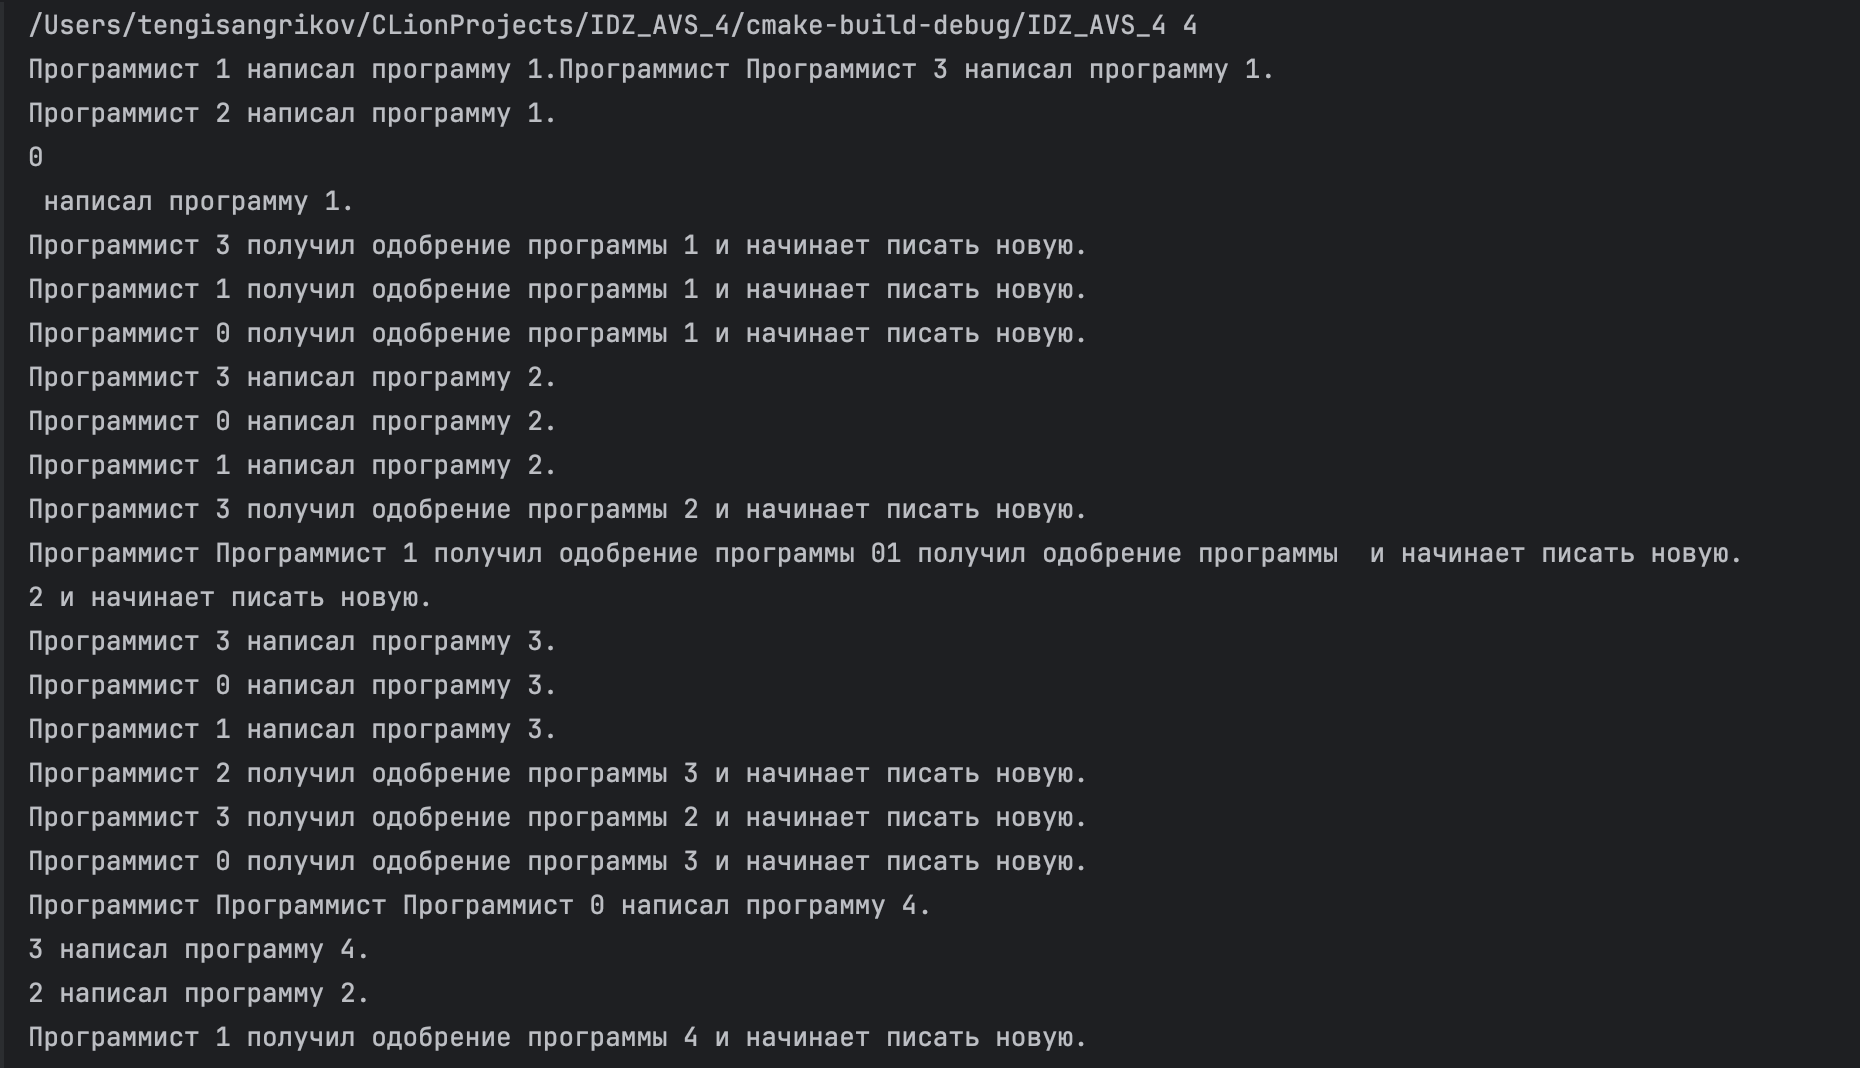 /Users/tengisangrikov/CLionProjects/IDZ_AVS_4/cmake-build-debug/IDZ_AVS_4 4
Программист 1 написал программу 1.Программист Программист 3 написал программу 1.
Программист 2 написал программу 1.
0
 написал программу 1.
Программист 3 получил одобрение программы 1 и начинает писать новую.
Программист 1 получил одобрение программы 1 и начинает писать новую.
Программист 0 получил одобрение программы 1 и начинает писать новую.
Программист 3 написал программу 2.
Программист 0 написал программу 2.
Программист 1 написал программу 2.
Программист 3 получил одобрение программы 2 и начинает писать новую.
Программист Программист 1 получил одобрение программы 01 получил одобрение программы  и начинает писать новую.
2 и начинает писать новую.
Программист 3 написал программу 3.
Программист 0 написал программу 3.
Программист 1 написал программу 3.
Программист 2 получил одобрение программы 3 и начинает писать новую.
Программист 3 получил одобрение программы 2 и начинает писать новую.
Программист 0 получил одобрение программы 3 и начинает писать новую.
Программист Программист Программист 0 написал программу 4.
3 написал программу 4.
2 написал программу 2.
Программист 1 получил одобрение программы 4 и начинает писать новую.